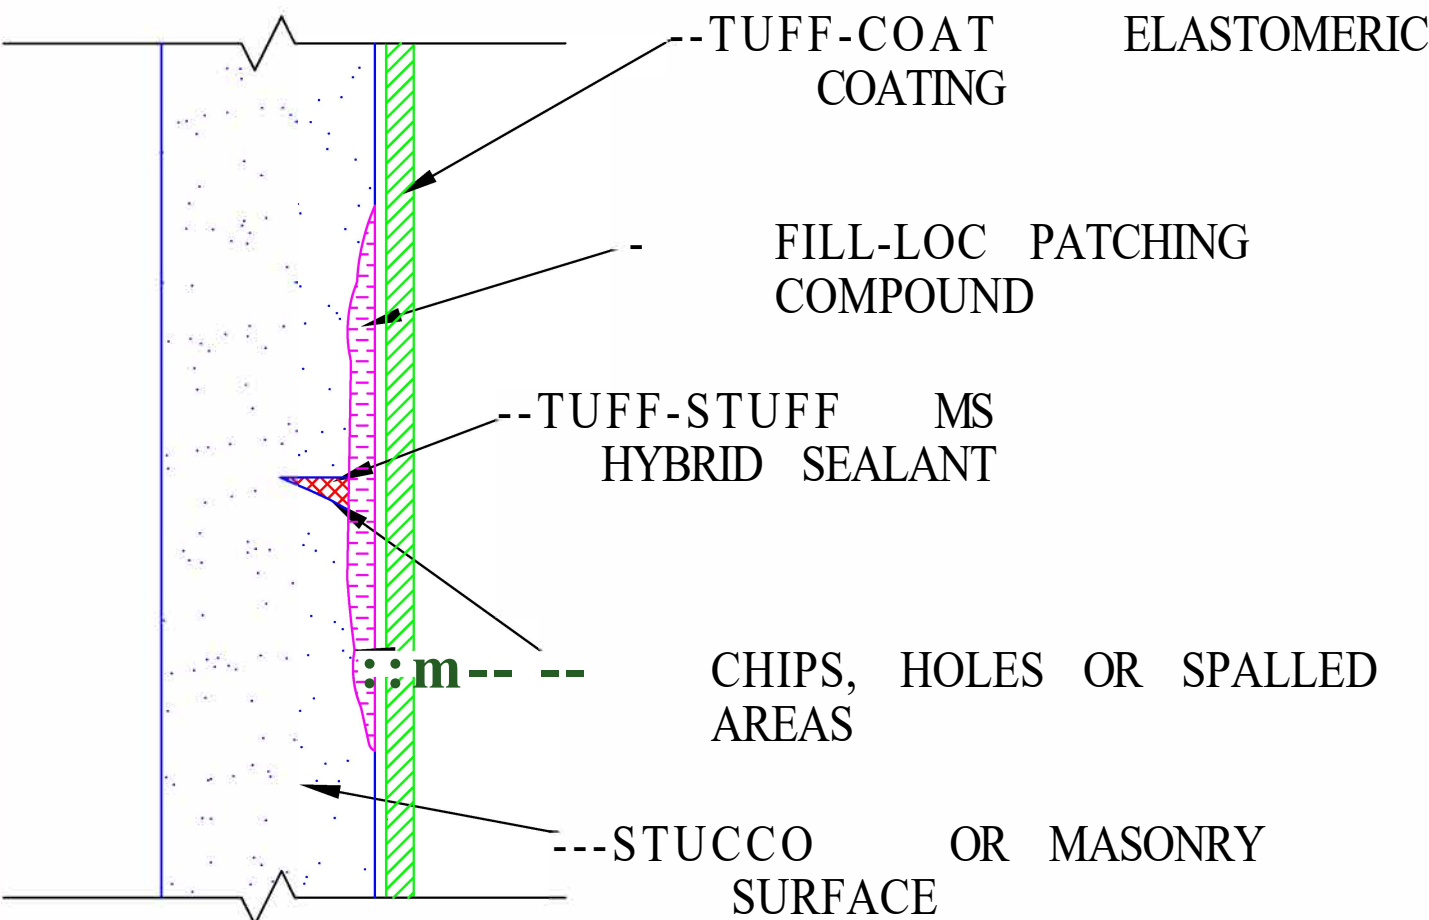 --TUFF-COAT ELASTOMERIC
COATING
- FILL-LOC PATCHING
COMPOUND
--TUFF-STUFF MS
HYBRID SEALANT
::m-- --
CHIPS, HOLES OR SPALLED
AREAS
---STUCCO OR MASONRY
SURFACE